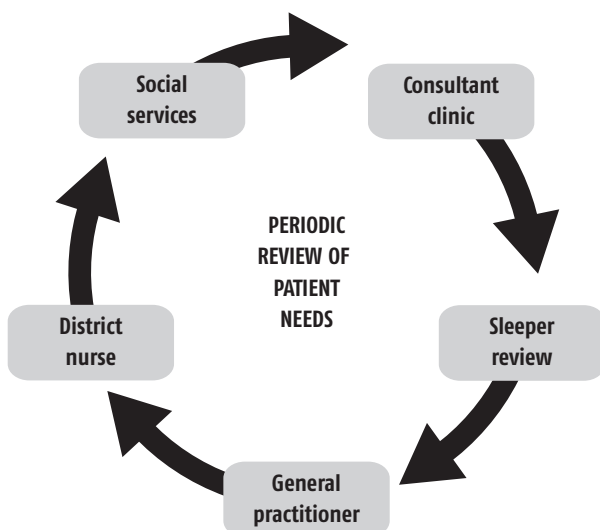 Social
services
Consultant
clinic
PERIODIC
REVIEW OF
PATIENT
NEEDS
District
nurse
Sleeper
review
General
practitioner